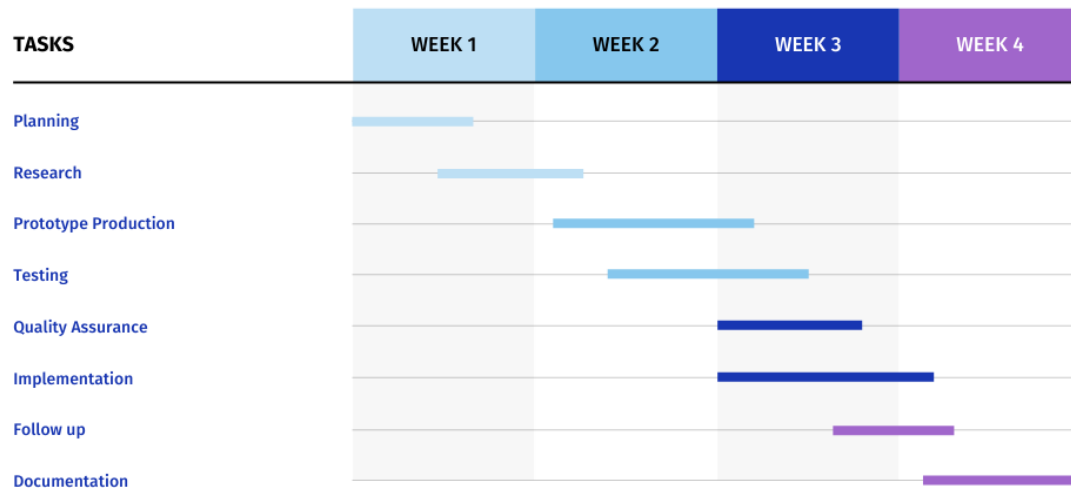 TASKS WEEK 1 WEEK 2 WEEK 3 WEEK 4
Planning
Research
Prototype Production
Testing
Quality Assurance
Implementation
Follow up
Documentation